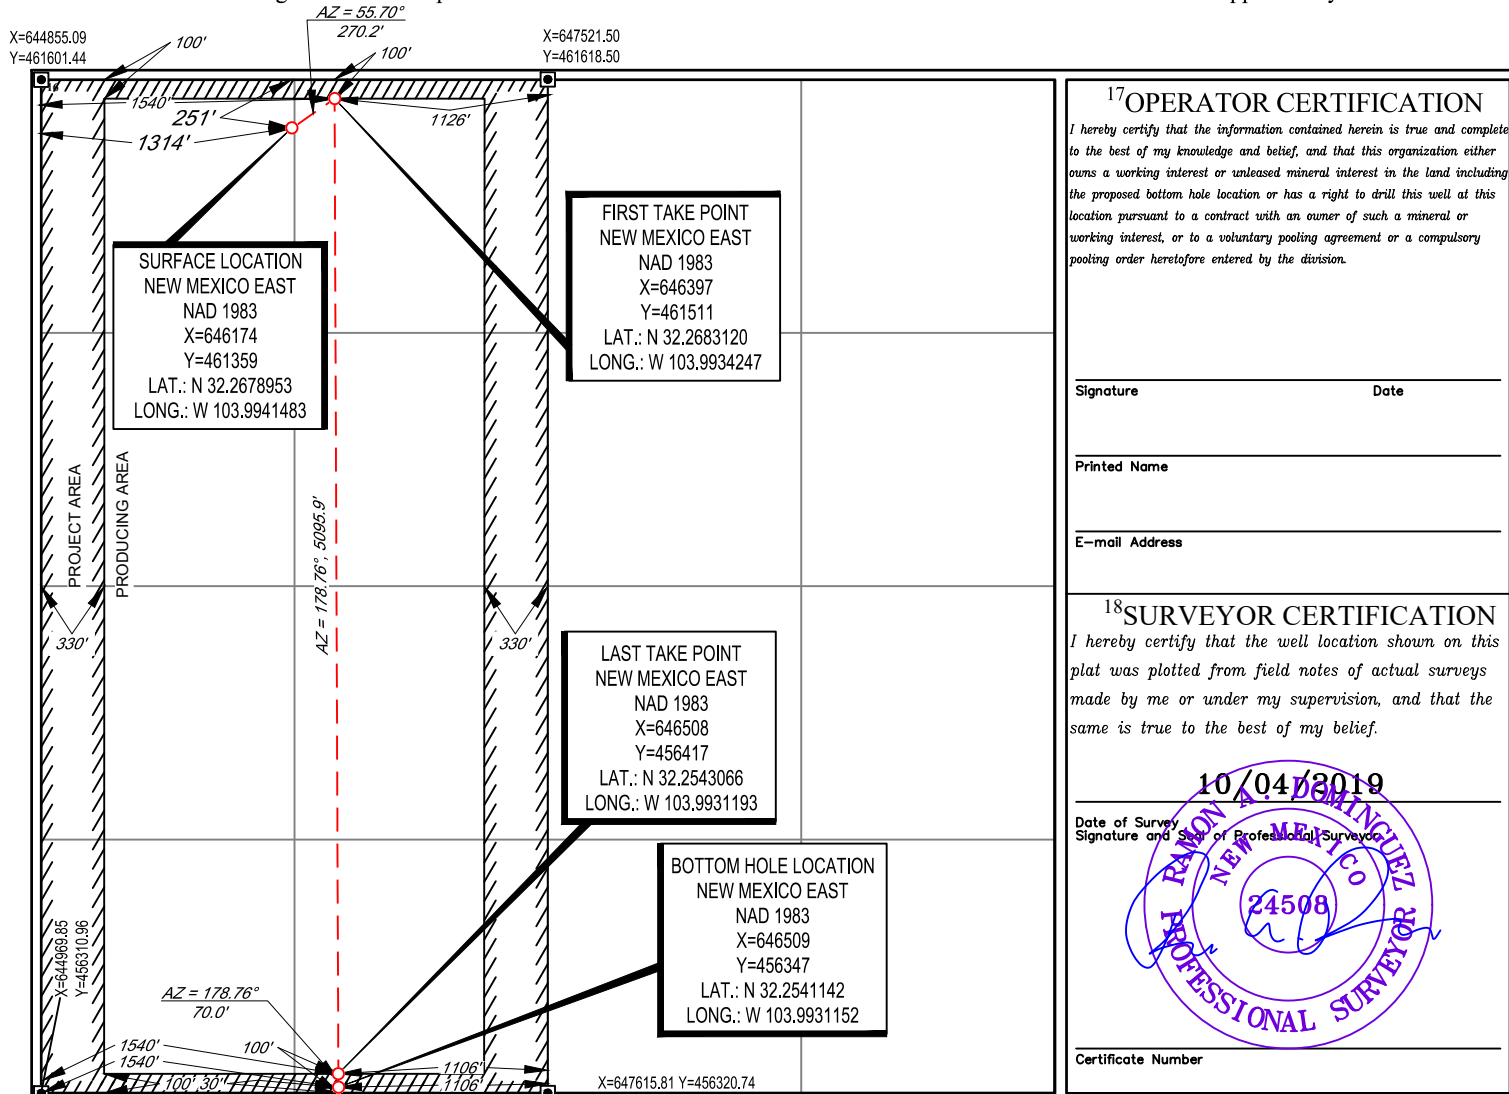 AZ = 55.70°
270.2'
X=644855.09
Y=461601.44
100'
100'
X=647521.50
Y=461618.50
1540'
251'
1314'
1126'
SURFACE LOCATION
NEW MEXICO EAST
NAD 1983
X=646174
Y=461359
LAT.: N 32.2678953
LONG.: W 103.9941483
FIRST TAKE POINT
NEW MEXICO EAST
NAD 1983
X=646397
Y=461511
LAT.: N 32.2683120
LONG.: W 103.9934247
PROJECT AREA
PRODUCING AREA
AZ = 178.76°, 5095.9'
330'
330'
LAST TAKE POINT
NEW MEXICO EAST
NAD 1983
X=646508
Y=456417
LAT.: N 32.2543066
LONG.: W 103.9931193
BOTTOM HOLE LOCATION
NEW MEXICO EAST
NAD 1983
X=646509
Y=456347
LAT.: N 32.2541142
LONG.: W 103.9931152
X=644969.85
Y=456310.96
AZ = 178.76°
70.0'
1540'
1540'
100'
100' 30'
1106'
1106'
X=647615.81 Y=456320.74
17OPERATOR CERTIFICATION
I hereby certify that the information contained herein is true and complete
to the best of my knowledge and belief, and that this organization either
owns a working interest or unleased mineral interest in the land including
the proposed bottom hole location or has a right to drill this well at this
location pursuant to a contract with an owner of such a mineral or
working interest, or to a voluntary pooling agreement or a compulsory
pooling order heretofore entered by the division.
Signature Date
Printed Name
E-mail Address
18SURVEYOR CERTIFICATION
I hereby certify that the well location shown on this
plat was plotted from field notes of actual surveys
made by me or under my supervision, and that the
same is true to the best of my belief.
10/04/2019
Date of Survey
Signature and Seal of Professional Surveyor
RAMON A. DOMINGUEZ
NEW MEXICO
24508
PROFESSIONAL SURVEYOR
Certificate Number